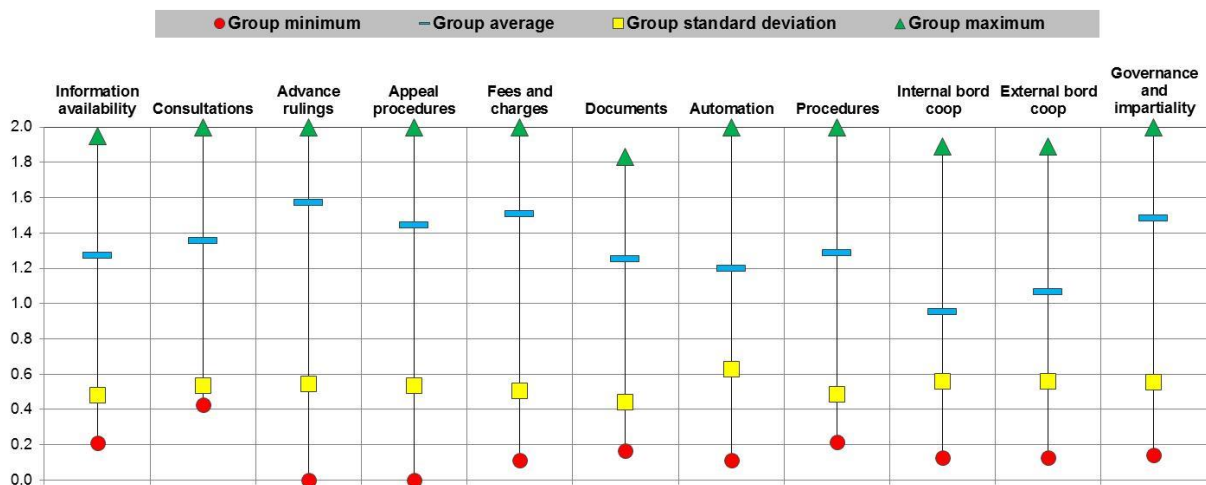 Group minimum Group average Group standard deviation Group maximum
Information availability
Consultations
Advance rulings
Appeal procedures
Fees and charges
Documents
Automation
Procedures
Internal bord coop
External bord coop
Governance and impartiality
2.0
1.8
1.6
1.4
1.2
1.0
0.8
0.6
0.4
0.2
0.0